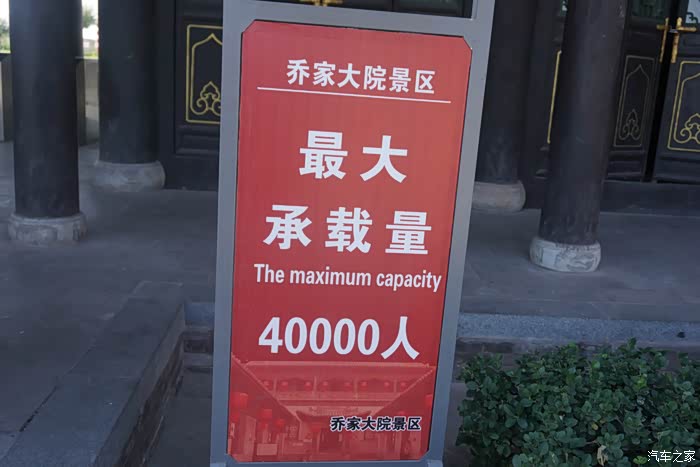 乔家大院景区
最大
承载量
The maximum capacity
40000人
乔家大院景区
汽车之家